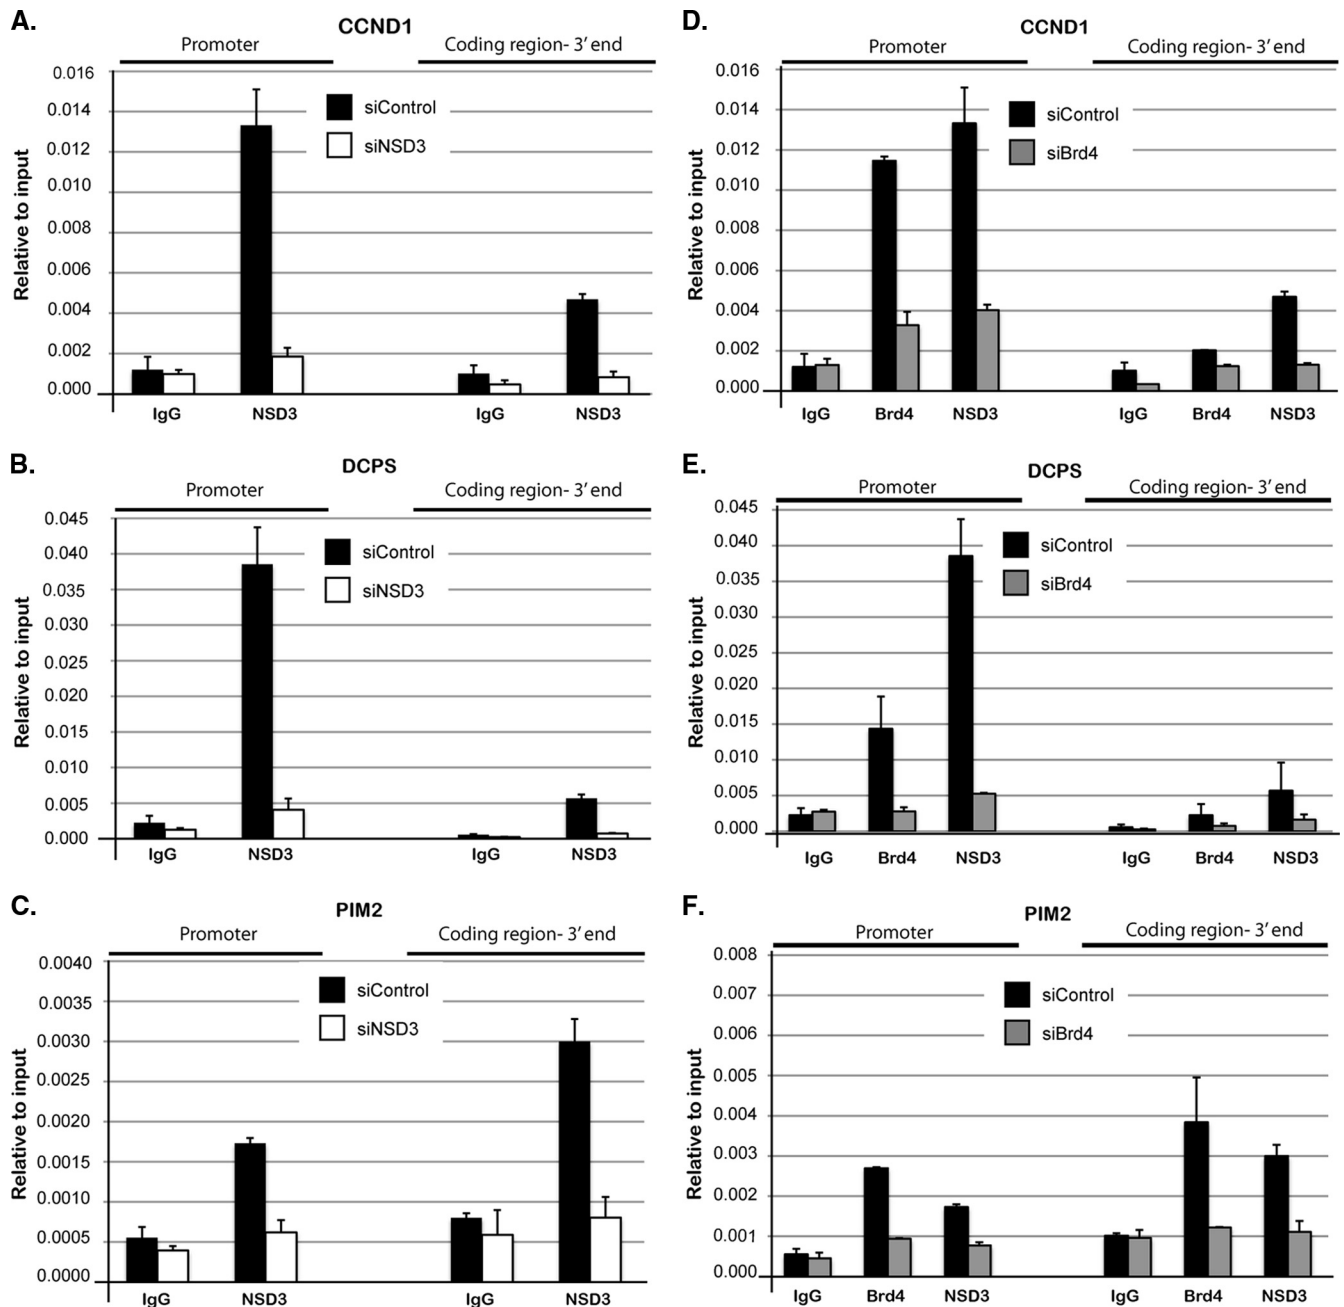 A.
CCND1
Promoter
Coding region- 3′ end
Relative to input
0.016
0.014
0.012
0.010
0.008
0.006
0.004
0.002
0.000
siControl
siNSD3
IgG NSD3 IgG NSD3
D.
CCND1
Promoter
Coding region- 3′ end
Relative to input
0.016
0.014
0.012
0.010
0.008
0.006
0.004
0.002
0.000
siControl
siBrd4
IgG Brd4 NSD3 IgG Brd4 NSD3
B.
DCPS
Promoter
Coding region- 3′ end
Relative to input
0.045
0.040
0.035
0.030
0.025
0.020
0.015
0.010
0.005
0.000
siControl
siNSD3
IgG NSD3 IgG NSD3
E.
DCPS
Promoter
Coding region- 3′ end
Relative to input
0.045
0.040
0.035
0.030
0.025
0.020
0.015
0.010
0.005
0.000
siControl
siBrd4
IgG Brd4 NSD3 IgG Brd4 NSD3
C.
PIM2
Promoter
Coding region- 3′ end
Relative to input
0.0040
0.0035
0.0030
0.0025
0.0020
0.0015
0.0010
0.0005
0.0000
siControl
siNSD3
IgG NSD3 IgG NSD3
F.
PIM2
Promoter
Coding region- 3′ end
Relative to input
0.008
0.007
0.006
0.005
0.004
0.003
0.002
0.001
0.000
siControl
siBrd4
IgG Brd4 NSD3 IgG Brd4 NSD3